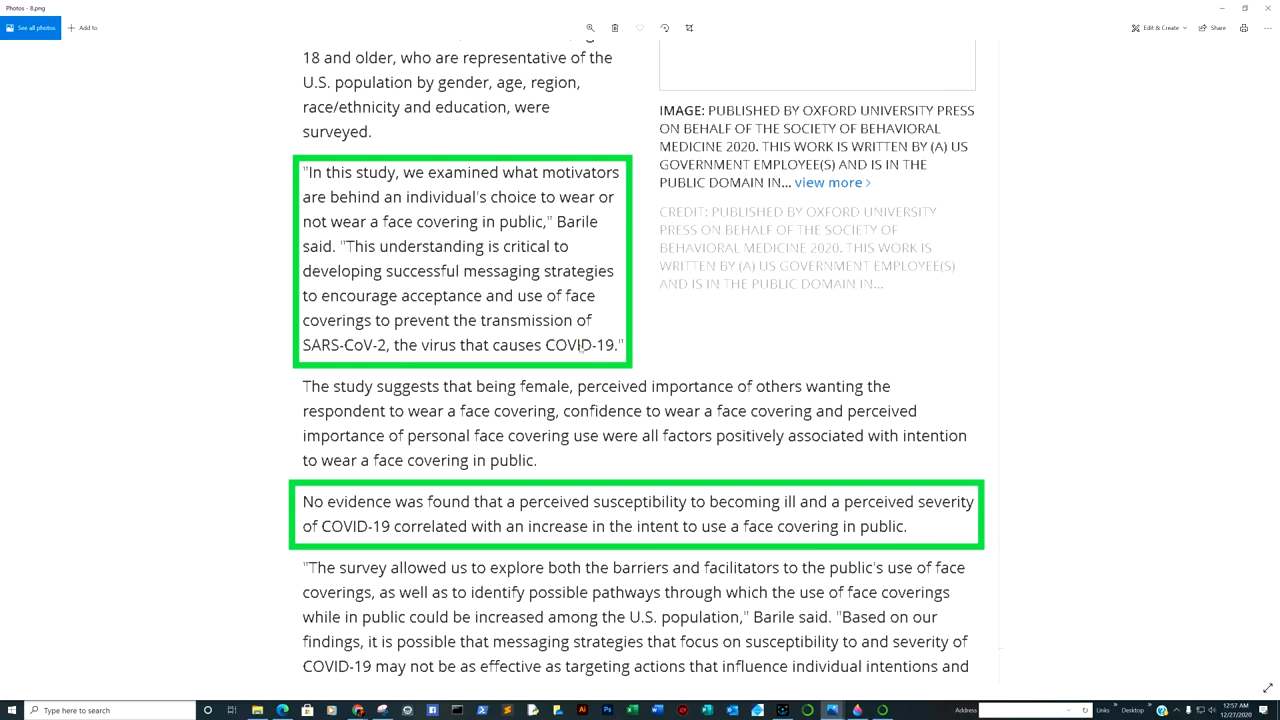 Photos - 8.png
See all photos
Add to
Edit & Create
Share
18 and older, who are representative of the
U.S. population by gender, age, region,
race/ethnicity and education, were
surveyed.
"In this study, we examined what motivators
are behind an individual's choice to wear or
not wear a face covering in public," Barile
said. "This understanding is critical to
developing successful messaging strategies
to encourage acceptance and use of face
coverings to prevent the transmission of
SARS-CoV-2, the virus that causes COVID-19."
IMAGE: PUBLISHED BY OXFORD UNIVERSITY PRESS
ON BEHALF OF THE SOCIETY OF BEHAVIORAL
MEDICINE 2020. THIS WORK IS WRITTEN BY (A) US
GOVERNMENT EMPLOYEE(S) AND IS IN THE
PUBLIC DOMAIN IN... view more >
CREDIT: PUBLISHED BY OXFORD UNIVERSITY
PRESS ON BEHALF OF THE SOCIETY OF
BEHAVIORAL MEDICINE 2020. THIS WORK IS
WRITTEN BY (A) US GOVERNMENT EMPLOYEE(S)
AND IS IN THE PUBLIC DOMAIN IN...
The study suggests that being female, perceived importance of others wanting the
respondent to wear a face covering, confidence to wear a face covering and perceived
importance of personal face covering use were all factors positively associated with intention
to wear a face covering in public.
No evidence was found that a perceived susceptibility to becoming ill and a perceived severity
of COVID-19 correlated with an increase in the intent to use a face covering in public.
"The survey allowed us to explore both the barriers and facilitators to the public's use of face
coverings, as well as to identify possible pathways through which the use of face coverings
while in public could be increased among the U.S. population," Barile said. "Based on our
findings, it is possible that messaging strategies that focus on susceptibility to and severity of
COVID-19 may not be as effective as targeting actions that influence individual intentions and
Type here to search
Address
Links
Desktop
12:57 AM
12/27/2020